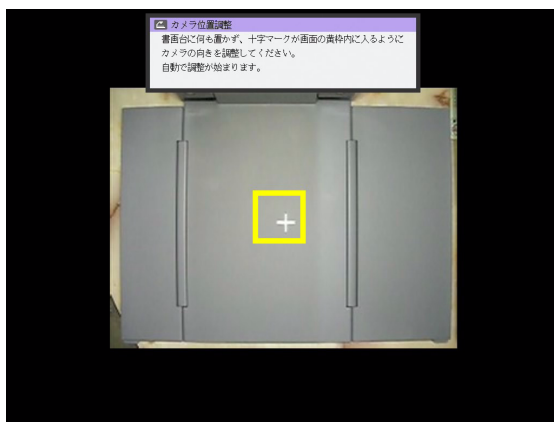 カメラ位置調整
書画台に何も置かず、十字マークが画面の黄枠内に入るように
カメラの向きを調整してください。
自動で調整が始まります。